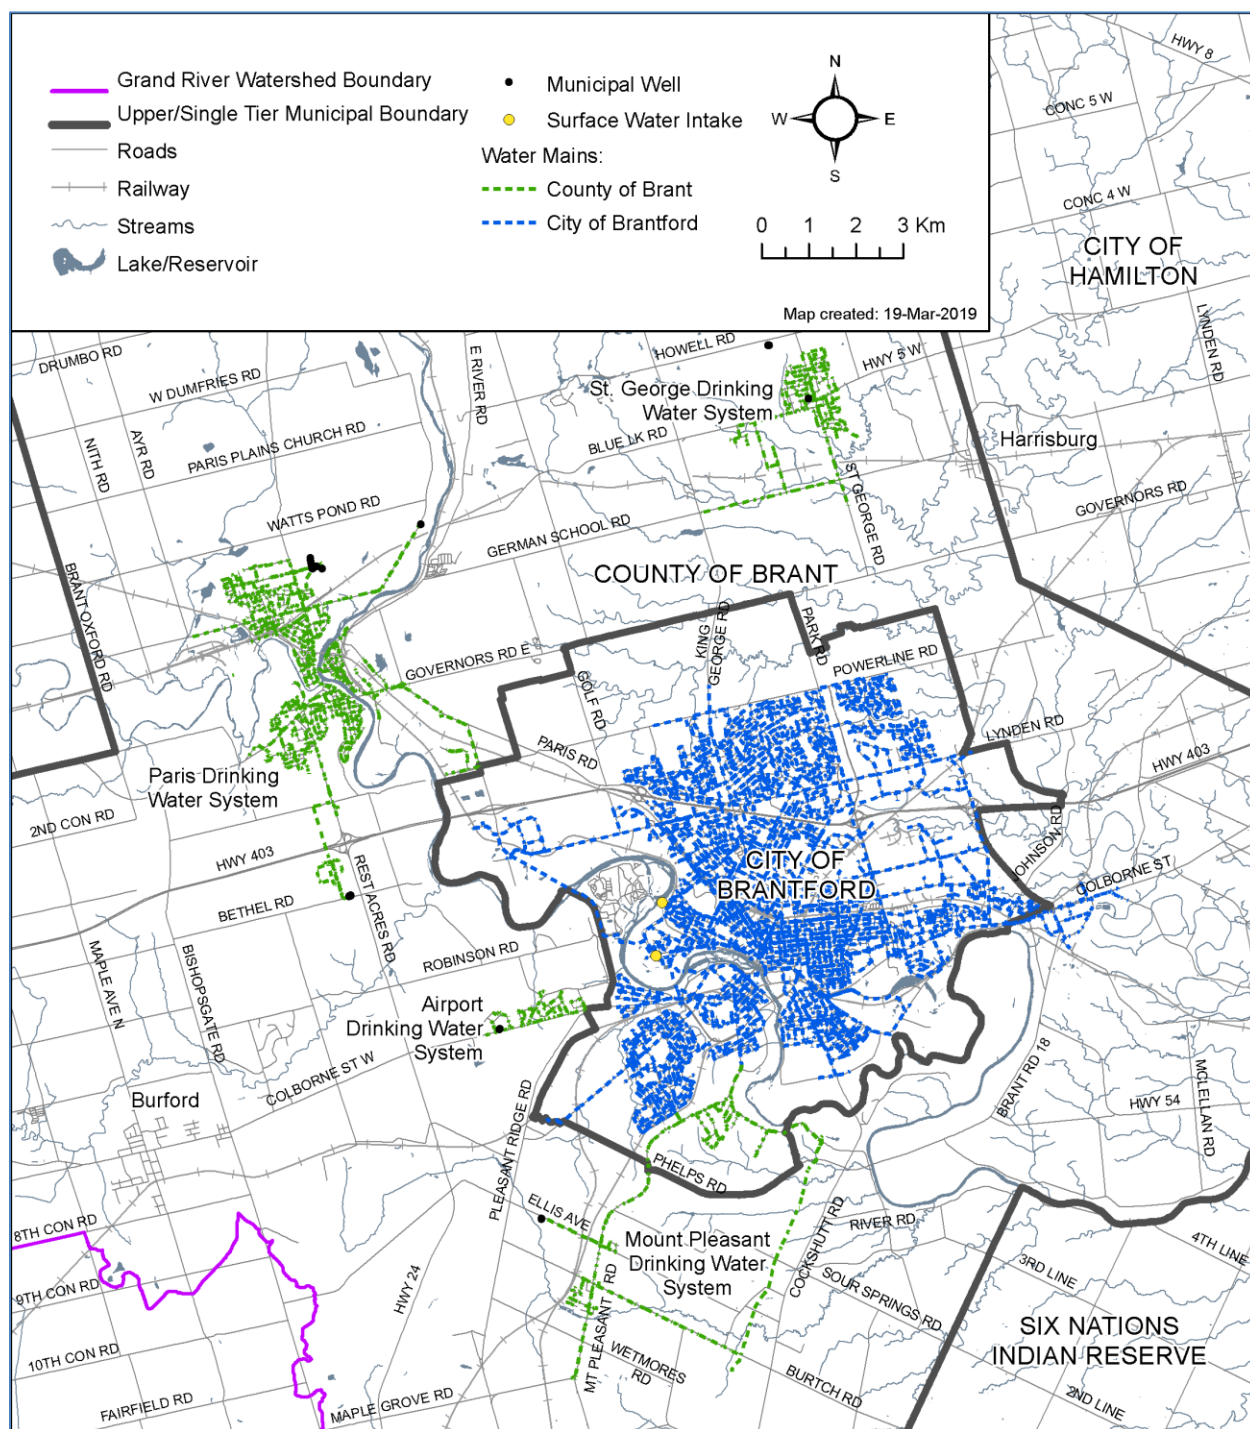 Grand River Watershed Boundary
Upper/Single Tier Municipal Boundary
Roads
Railway
Streams
Lake/Reservoir
Municipal Well
Surface Water Intake
Water Mains:
County of Brant
City of Brantford
N
W
E
S
0 1 2 3 Km
Map created: 19-Mar-2019
HWY 8
CONC 5 W
CONC 4 W
CITY OF
HAMILTON
LYNDEN RD
DRUMBO RD
W DUMFRIES RD
E RIVER RD
HOWELL RD
HWY 5 W
St. George Drinking
Water System
NITH RD
AYR RD
PARIS PLAINS CHURCH RD
BLUE LK RD
Harrisburg
WATTS POND RD
GERMAN SCHOOL RD
ST GEORGE RD
GOVERNORS RD
BRANT OXFORD RD
COUNTY OF BRANT
KING
GEORGE RD
PARK RD
GOVERNORS RD E
GOLF RD
POWERLINE RD
PARIS RD
LYNDEN RD
HWY 403
Paris Drinking
Water System
2ND CON RD
HWY 403
REST ACRES RD
BETHEL RD
CITY OF
BRANTFORD
JOHNSON RD
COLBORNE ST
MAPLE AVE N
BISHOPSGATE RD
ROBINSON RD
Airport
Drinking Water
System
COLBORNE ST W
Burford
PLEASANT RIDGE RD
BRANT RD 18
MCLELLAN RD
HWY 54
PHELPS RD
8TH CON RD
ELLIS AVE
Mount Pleasant
Drinking Water
System
COCKSHUTT RD
RIVER RD
4TH LINE
3RD LINE
9TH CON RD
HWY 24
MT PLEASANT RD
SOUR SPRINGS RD
10TH CON RD
WETMORES
RD
BURTCH RD
SIX NATIONS
INDIAN RESERVE
2ND LINE
FAIRFIELD RD
MAPLE GROVE RD